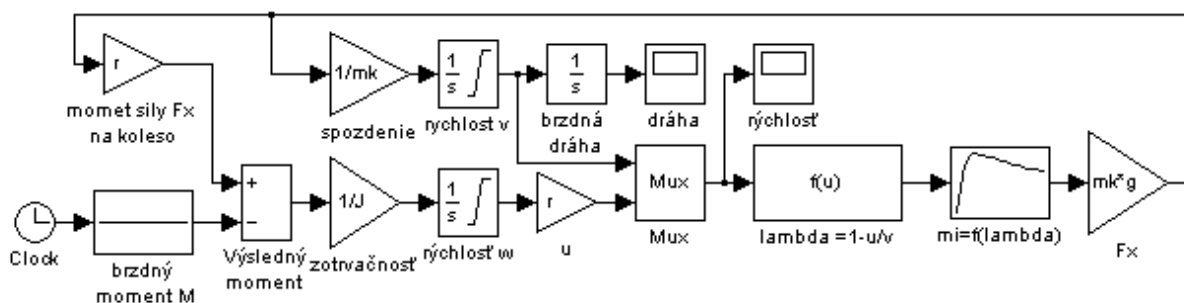 r
momet sily Fx
na koleso
1/mk
spozdenie
1
s
rychlost v
1
s
brzdná
dráha
dráha
rýchlosť
Clock
brzdný
moment M
+
−
Výsledný
moment
1/J
zotrvačnosť
1
s
rýchlosť w
r
u
Mux
Mux
f(u)
lambda =1-u/v
mi=f(lambda)
mk*g
Fx